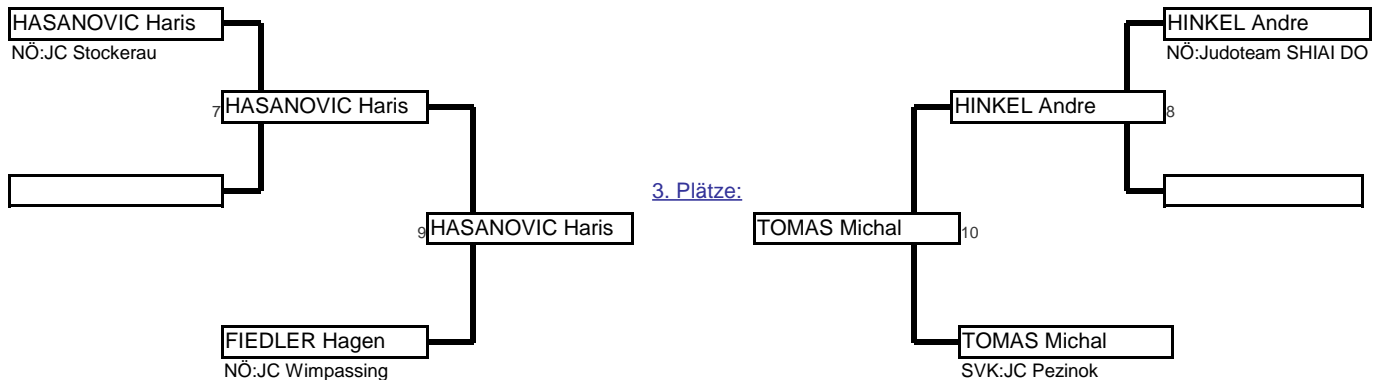 HASANOVIC Haris
NÖ:JC Stockerau
7
HASANOVIC Haris
9
HASANOVIC Haris
FIEDLER Hagen
NÖ:JC Wimpassing
3. Plätze:
HINKEL Andre
NÖ:Judoteam SHIAI DO
HINKEL Andre
8
TOMAS Michal
10
TOMAS Michal
SVK:JC Pezinok